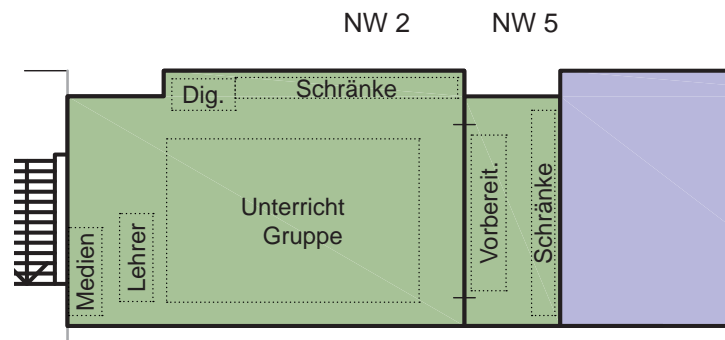 NW 2
NW 5
Dig.
Schränke
Unterricht
Gruppe
Medien
Lehrer
Vorbereit.
Schränke